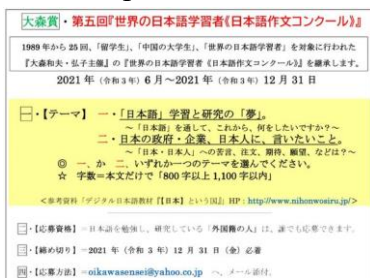 大森賞・第五回『世界の日本語学習者《日本語作文コンクール》』
1989年から25回、「留学生」、「中国の大学生」、「世界の日本語学習者」を対象に行われた
『大森和夫・弘子主催』の『世界の日本語学習者《日本語作文コンクール》』を継承します。
2021年（令和3年）6月～2021年（令和3年）12月31日
一・【テーマ】 一・「日本語」学習と研究の「夢」。
～「日本語」を通して、これから、何をしたいですか？～
二・日本の政府・企業、日本人に、言いたいこと。
～「日本・日本人」への苦言、注文、期待、願望、などは？～
◎ 一、か 二、いずれか一つのテーマを選んでください。
☆ 字数＝本文だけで「800字以上1,100字以内」
＜参考資料「デジタル日本語教材『【日本】という国』HP：http://www.nihonwosiru.jp/＞
二・【応募資格】＝日本語を勉強し、研究している「外国籍の人」は、誰でも応募できます。
三・【締め切り】＝2021年（令和3年）12月31日（金）必着
四・【応募方法】＝oikawasensei@yahoo.co.jp へ、メール添付。